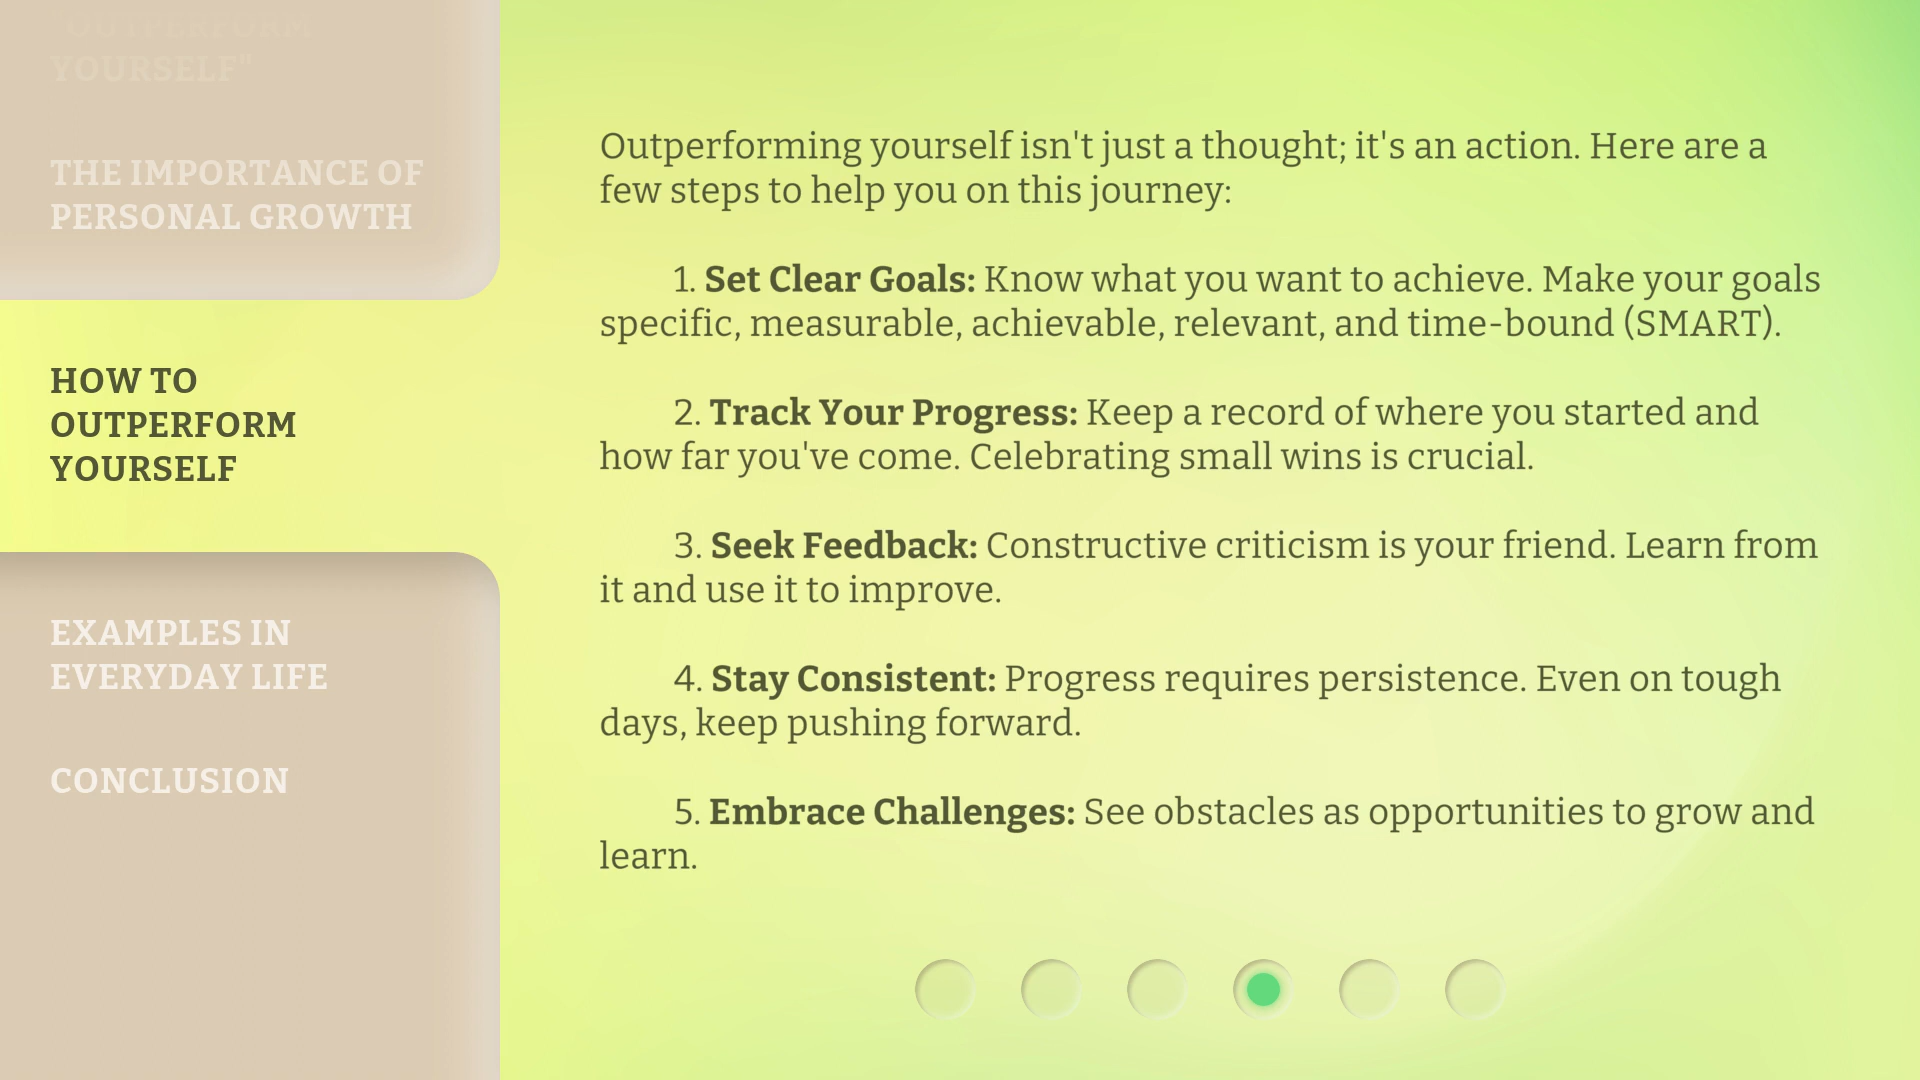 "OUTPERFORM
YOURSELF"
THE IMPORTANCE OF
PERSONAL GROWTH
HOW TO
OUTPERFORM
YOURSELF
EXAMPLES IN
EVERYDAY LIFE
CONCLUSION
Outperforming yourself isn't just a thought; it's an action. Here are a
few steps to help you on this journey:
1. Set Clear Goals: Know what you want to achieve. Make your goals
specific, measurable, achievable, relevant, and time-bound (SMART).
2. Track Your Progress: Keep a record of where you started and
how far you've come. Celebrating small wins is crucial.
3. Seek Feedback: Constructive criticism is your friend. Learn from
it and use it to improve.
4. Stay Consistent: Progress requires persistence. Even on tough
days, keep pushing forward.
5. Embrace Challenges: See obstacles as opportunities to grow and
learn.